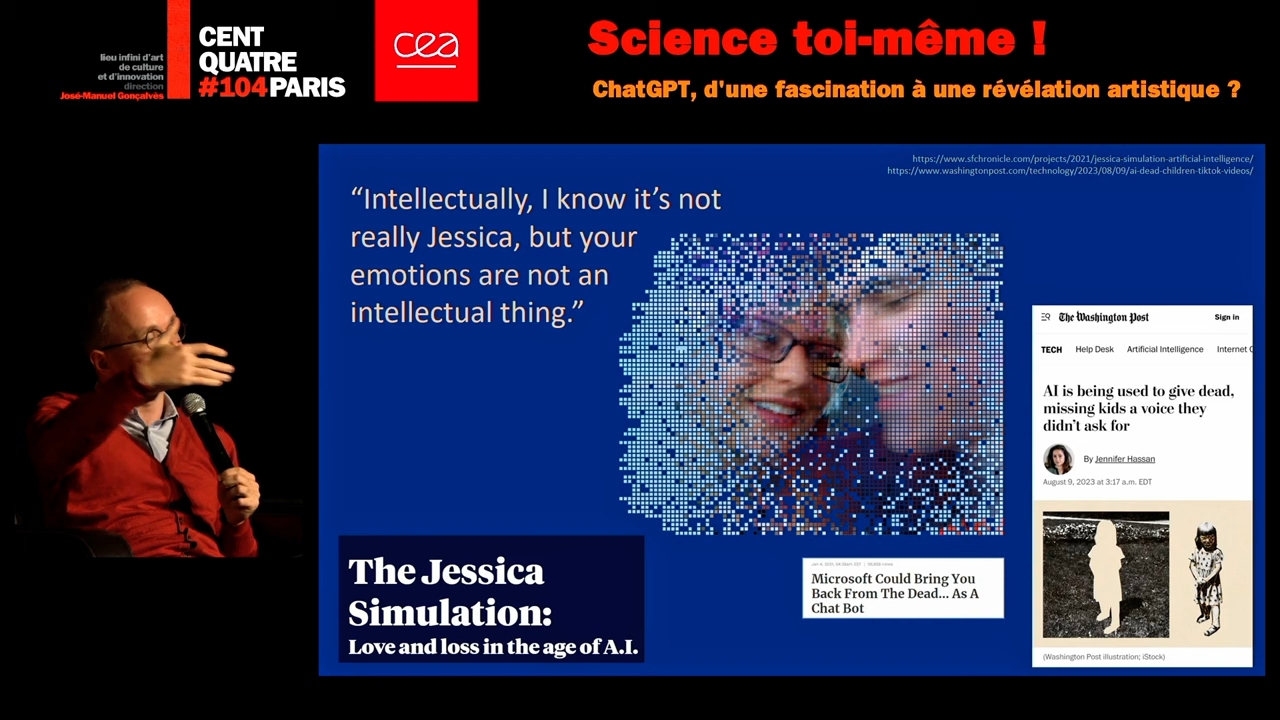 lieu infini d'art
de culture
et d'innovation
direction
José-Manuel Gonçalvès
CENT
QUATRE
#104PARIS
cea
Science toi-même !
ChatGPT, d'une fascination à une révélation artistique ?
https://www.sfchronicle.com/projects/2021/jessica-simulation-artificial-intelligence/
https://www.washingtonpost.com/technology/2023/08/09/ai-dead-children-tiktok-videos/
“Intellectually, I know it’s not
really Jessica, but your
emotions are not an
intellectual thing.”
The Jessica
Simulation:
Love and loss in the age of A.I.
Microsoft Could Bring You
Back From The Dead... As A
Chat Bot
The Washington Post
Sign in
TECH Help Desk Artificial Intelligence Internet C
AI is being used to give dead,
missing kids a voice they
didn’t ask for
By Jennifer Hassan
August 9, 2023 at 3:17 a.m. EDT
(Washington Post illustration; iStock)